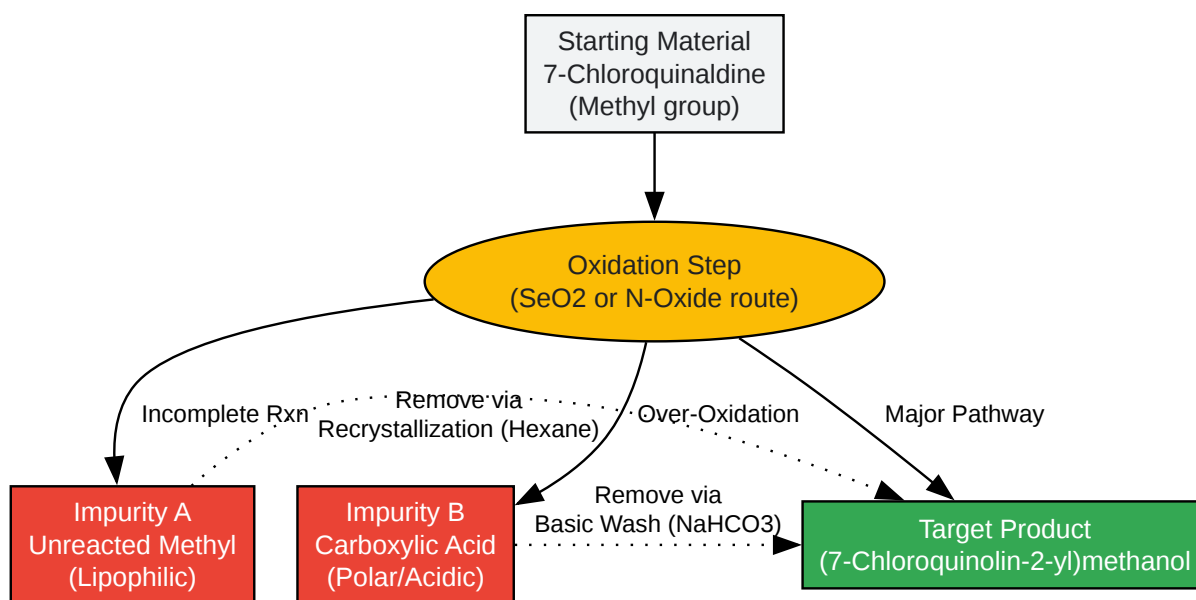 Starting Material
7-Chloroquinaldine
(Methyl group)
Oxidation Step
(SeO2 or N-Oxide route)
Incomplete Rxn
Remove via
Recrystallization (Hexane)
Over-Oxidation
Major Pathway
Impurity A
Unreacted Methyl
(Lipophilic)
Impurity B
Carboxylic Acid
(Polar/Acidic)
Remove via
Basic Wash (NaHCO3)
Target Product
(7-Chloroquinolin-2-yl)methanol